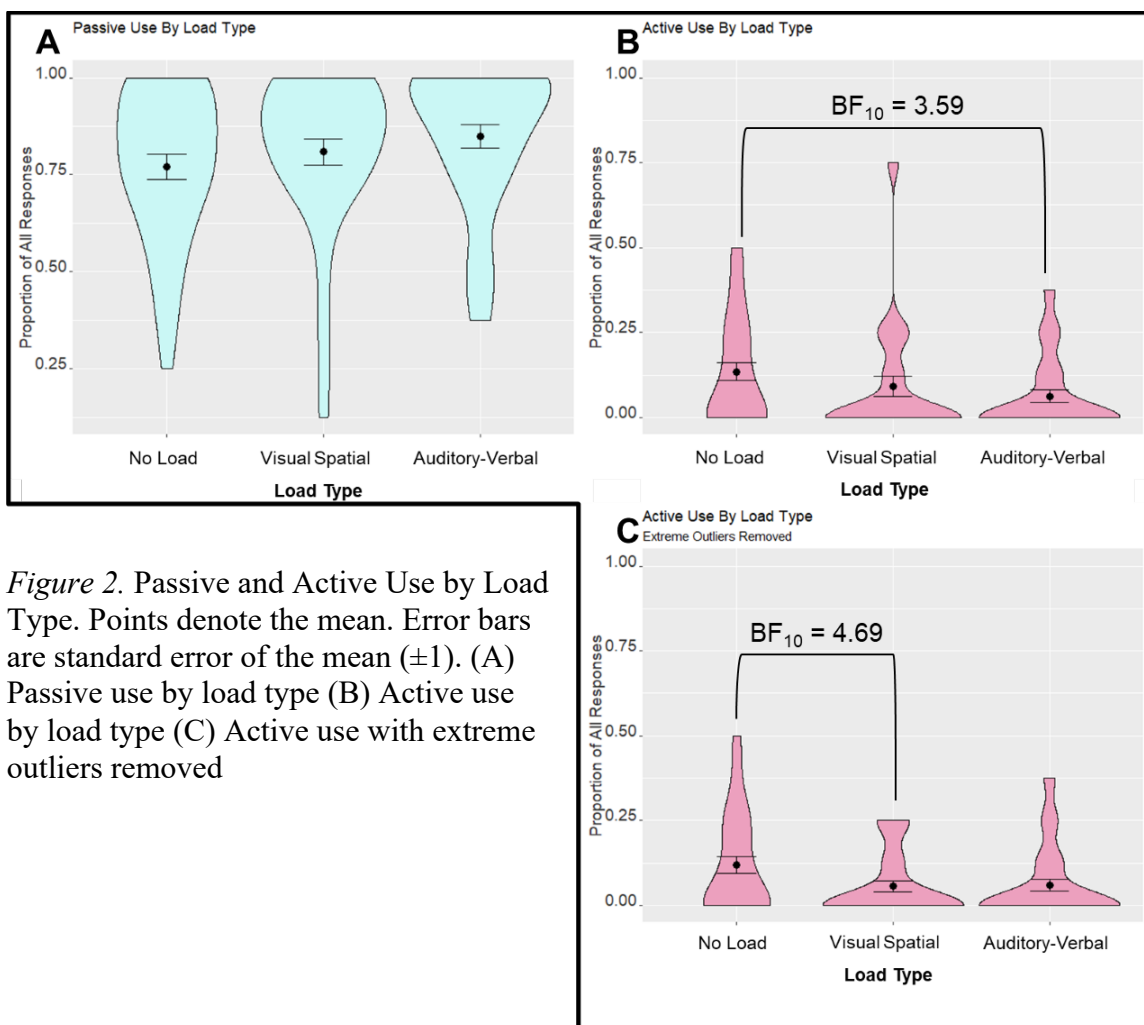 A Passive Use By Load Type
Proportion of All Responses
1.00
0.75
0.50
0.25
No Load Visual Spatial Auditory-Verbal
Load Type
B Active Use By Load Type
Proportion of All Responses
1.00
0.75
0.50
0.25
0.00
BF10 = 3.59
No Load Visual Spatial Auditory-Verbal
Load Type
C Active Use By Load Type
Extreme Outliers Removed
Proportion of All Responses
1.00
0.75
0.50
0.25
0.00
BF10 = 4.69
No Load Visual Spatial Auditory-Verbal
Load Type
Figure 2. Passive and Active Use by Load
Type. Points denote the mean. Error bars
are standard error of the mean (±1). (A)
Passive use by load type (B) Active use
by load type (C) Active use with extreme
outliers removed